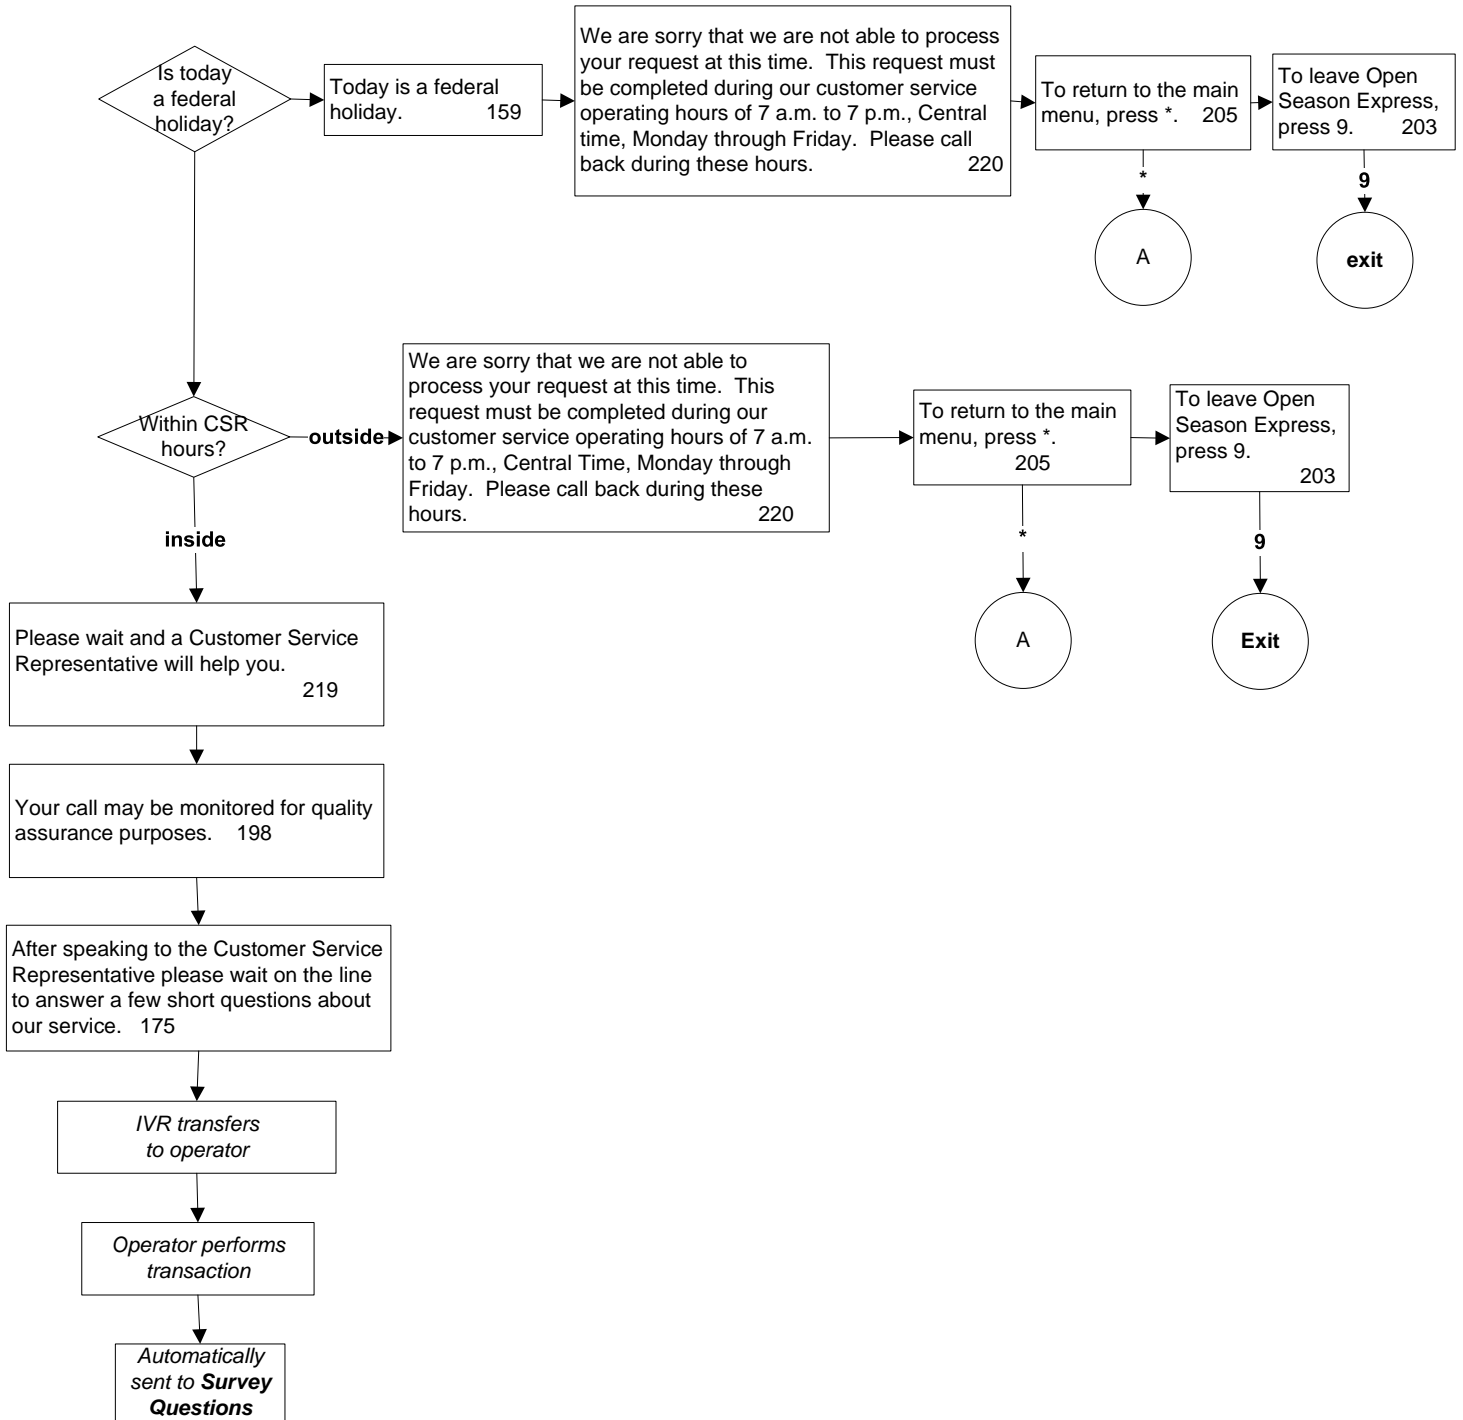 Is today
a federal
holiday?
Today is a federal
holiday. 159
We are sorry that we are not able to process
your request at this time. This request must
be completed during our customer service
operating hours of 7 a.m. to 7 p.m., Central
time, Monday through Friday. Please call
back during these hours. 220
To return to the main
menu, press *. 205
To leave Open
Season Express,
press 9. 203
*
9
A
exit
Within CSR
hours?
outside
We are sorry that we are not able to
process your request at this time. This
request must be completed during our
customer service operating hours of 7 a.m.
to 7 p.m., Central Time, Monday through
Friday. Please call back during these
hours. 220
To return to the main
menu, press *.
205
To leave Open
Season Express,
press 9.
203
*
9
A
Exit
inside
Please wait and a Customer Service
Representative will help you.
219
Your call may be monitored for quality
assurance purposes. 198
After speaking to the Customer Service
Representative please wait on the line
to answer a few short questions about
our service. 175
IVR transfers
to operator
Operator performs
transaction
Automatically
sent to Survey
Questions